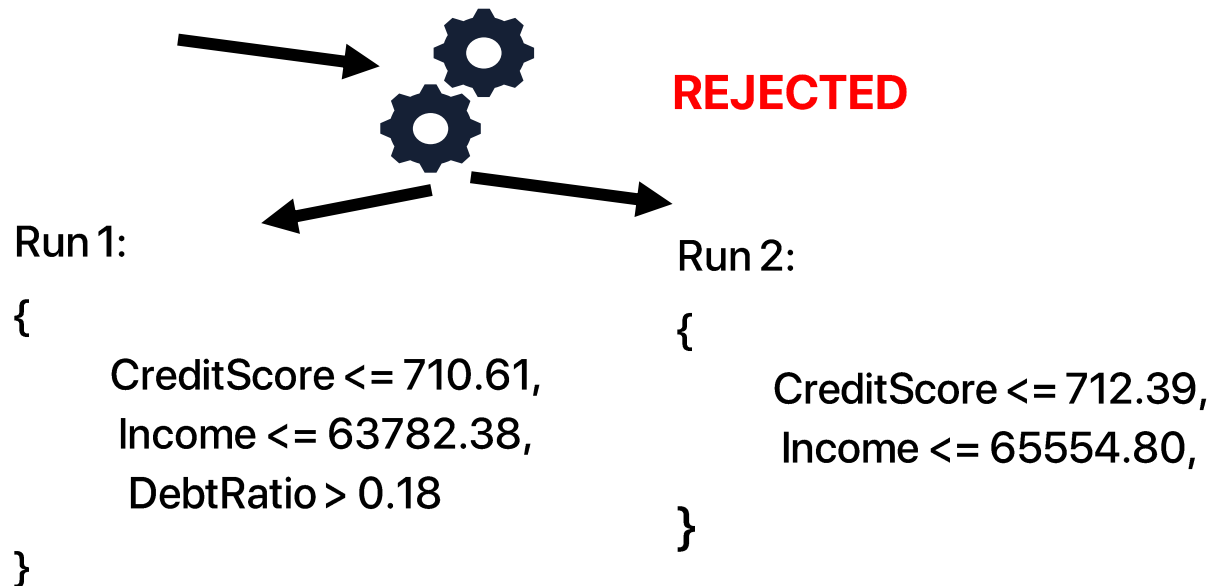 REJECTED
Run 1:
{
CreditScore <= 710.61,
Income <= 63782.38,
DebtRatio > 0.18
}
Run 2:
{
CreditScore <= 712.39,
Income <= 65554.80,
}